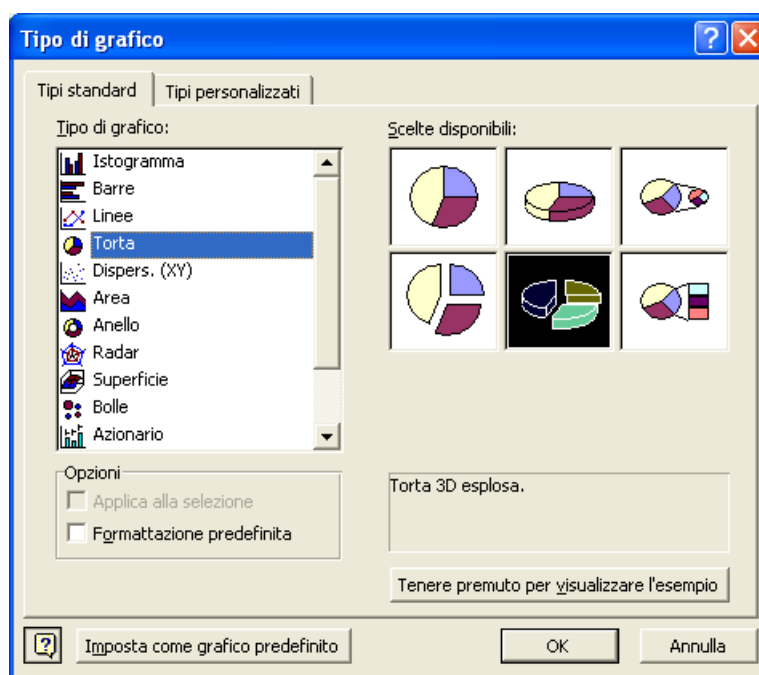 Tipo di grafico
Tipi standard
Tipi personalizzati
Tipo di grafico:
Istogramma
Barre
Linee
Torta
Dispers. (XY)
Area
Anello
Radar
Superficie
Bolle
Azionario
Scelte disponibili:
Opzioni
Applica alla selezione
Formattazione predefinita
Torta 3D esplosa.
Tenere premuto per visualizzare l'esempio
Imposta come grafico predefinito
OK
Annulla